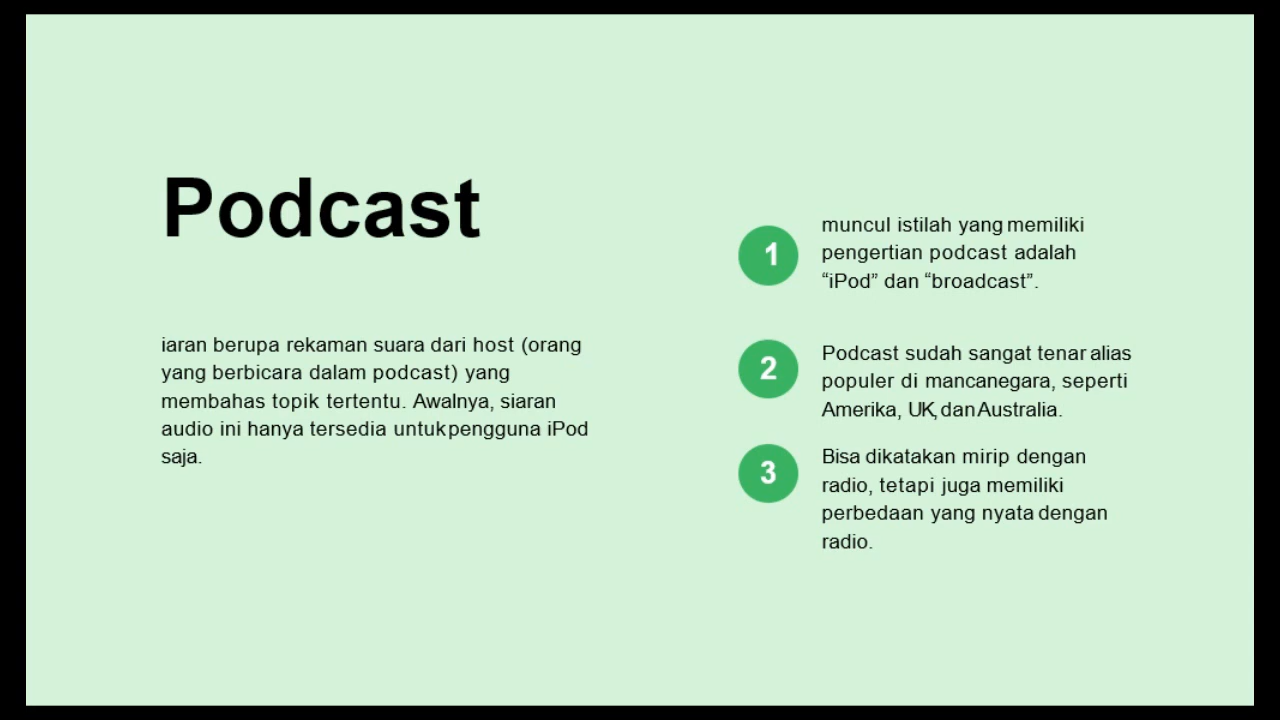 Podcast
iaran berupa rekaman suara dari host (orang
yang berbicara dalam podcast) yang
membahas topik tertentu. Awalnya, siaran
audio ini hanya tersedia untuk pengguna iPod
saja.
1
muncul istilah yang memiliki
pengertian podcast adalah
“iPod” dan “broadcast”.
2
Podcast sudah sangat tenar alias
populer di mancanegara, seperti
Amerika, UK, dan Australia.
3
Bisa dikatakan mirip dengan
radio, tetapi juga memiliki
perbedaan yang nyata dengan
radio.